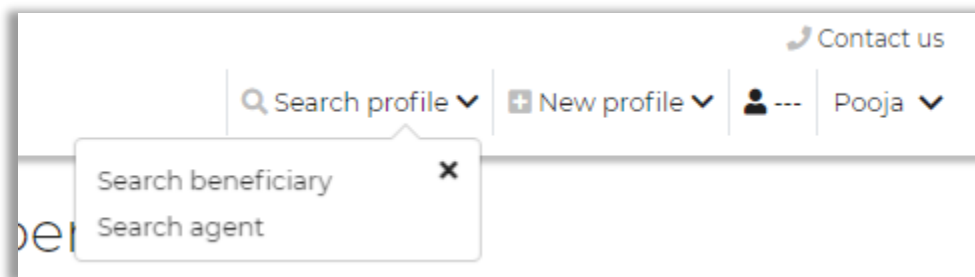 Contact us
Search profile New profile --- Pooja
Search beneficiary
Search agent